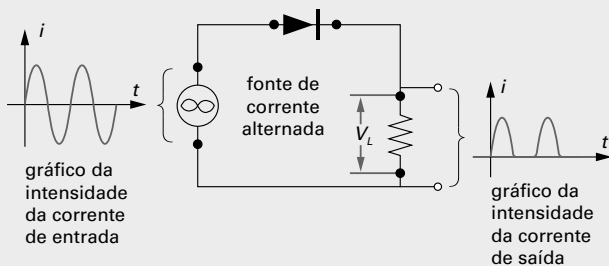 i
t
gráfico da
intensidade
da corrente
de entrada
fonte de
corrente
alternada
V_L
i
t
gráfico da
intensidade
da corrente
de saída